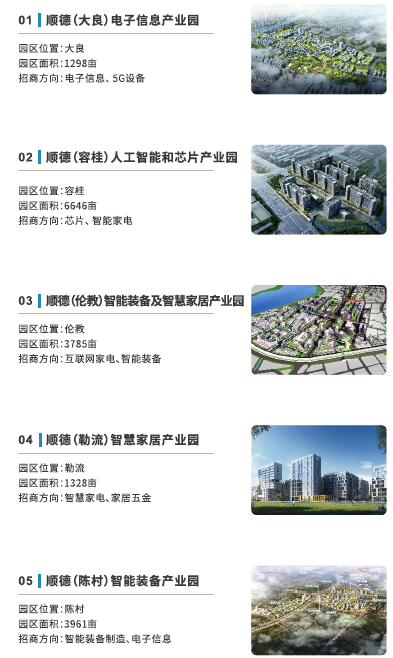 01 顺德（大良）电子信息产业园
园区位置：大良
园区面积：1298亩
招商方向：电子信息、5G设备
02 顺德（容桂）人工智能和芯片产业园
园区位置：容桂
园区面积：6646亩
招商方向：芯片、智能家电
03 顺德（伦教）智能装备及智慧家居产业园
园区位置：伦教
园区面积：3785亩
招商方向：互联网家电、智能装备
04 顺德（勒流）智慧家居产业园
园区位置：勒流
园区面积：1328亩
招商方向：智慧家电、家居五金
05 顺德（陈村）智能装备产业园
园区位置：陈村
园区面积：3961亩
招商方向：智能装备制造、电子信息